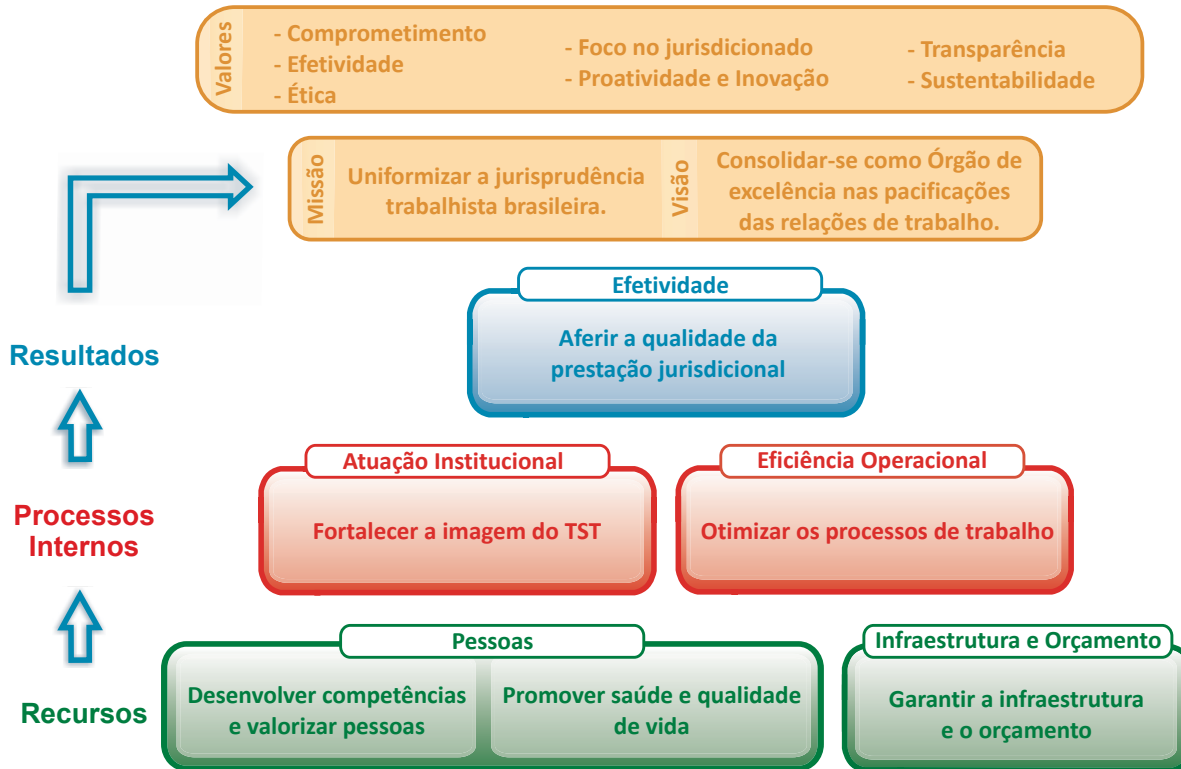 Valores
- Comprometimento
- Efetividade
- Ética
- Foco no jurisdicionado
- Proatividade e Inovação
- Transparência
- Sustentabilidade
Missão
Uniformizar a jurisprudência
trabalhista brasileira.
Visão
Consolidar-se como Órgão de
excelência nas pacificações
das relações de trabalho.
Resultados
Efetividade
Aferir a qualidade da
prestação jurisdicional
Processos
Internos
Atuação Institucional
Fortalecer a imagem do TST
Eficiência Operacional
Otimizar os processos de trabalho
Recursos
Pessoas
Desenvolver competências
e valorizar pessoas
Promover saúde e qualidade
de vida
Infraestrutura e Orçamento
Garantir a infraestrutura
e o orçamento